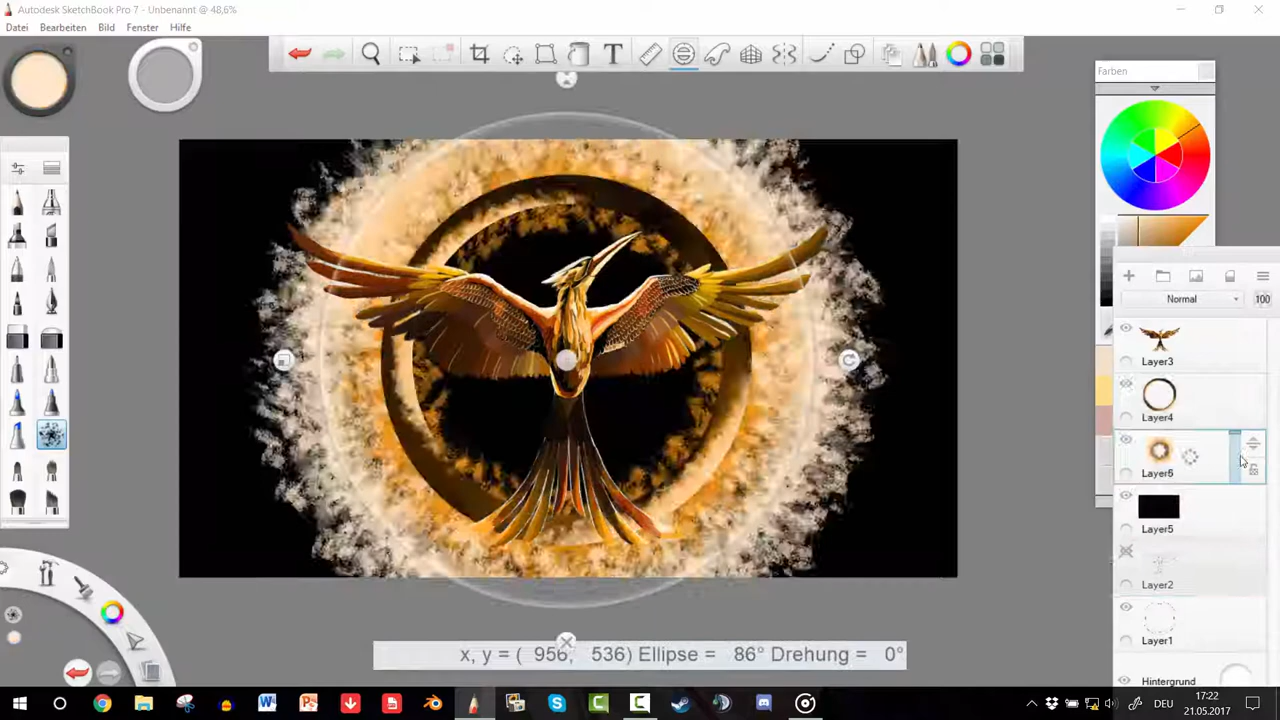 Autodesk SketchBook Pro 7 - Unbenannt @ 48,6%
Datei Bearbeiten Bild Fenster Hilfe
Farben
Normal 100
Layer3
Layer4
Layer6
Layer5
Layer2
Layer1
x, y = ( 956, 536) Ellipse = 86° Drehung = 0°
Hintergrund
DEU
17:22
21.05.2017